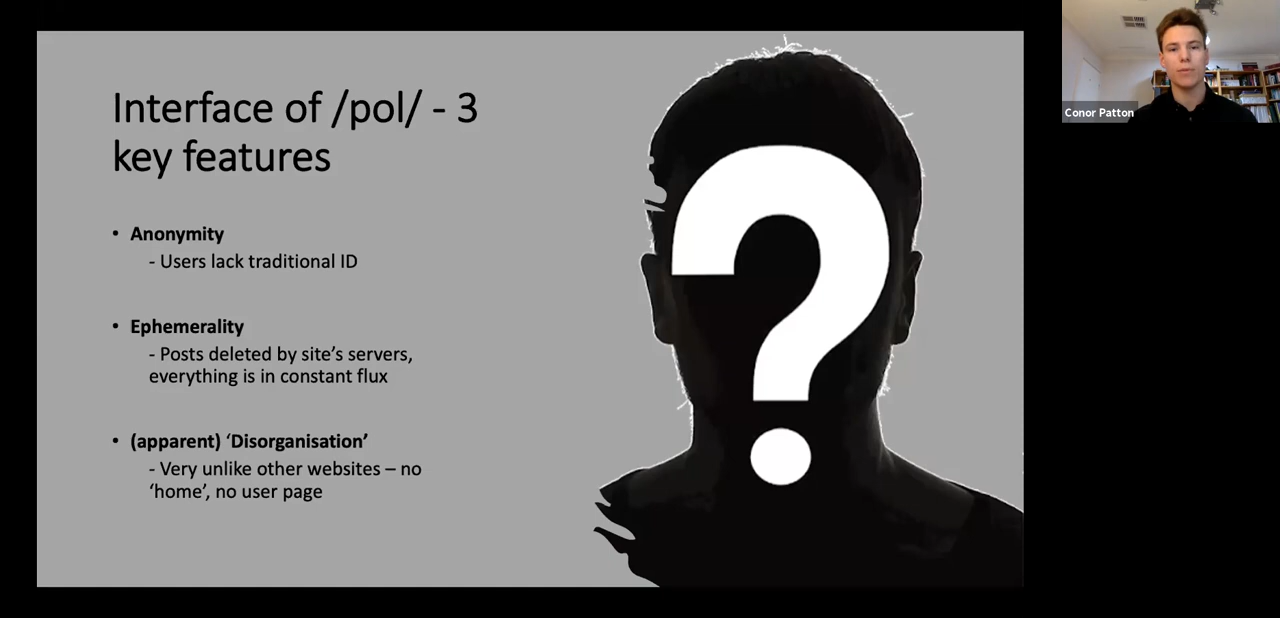 Interface of /pol/ - 3
key features
• Anonymity
- Users lack traditional ID
• Ephemerality
- Posts deleted by site’s servers,
everything is in constant flux
• (apparent) ‘Disorganisation’
- Very unlike other websites – no
‘home’, no user page
?
Conor Patton